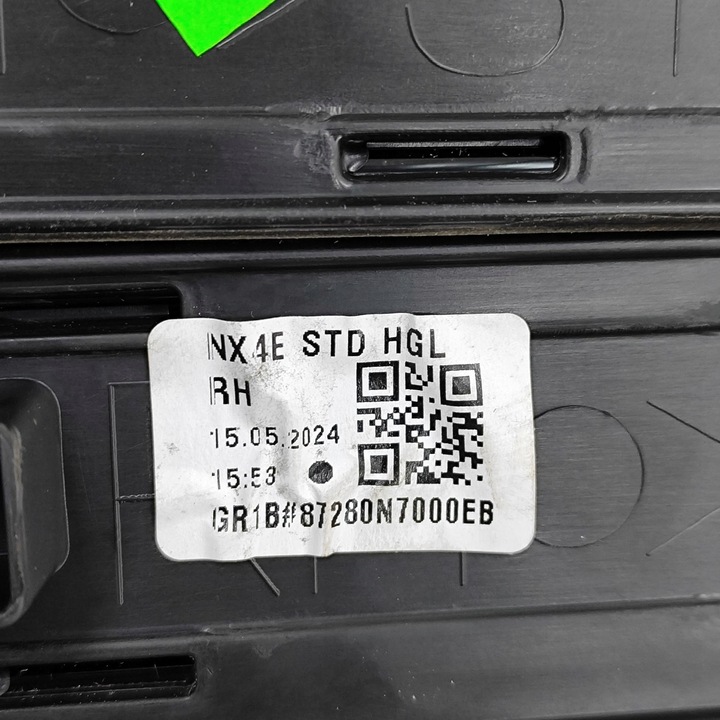 NX4E STD HGL
RH
15.05.2024
15:53
GR1B#87280N7000EB